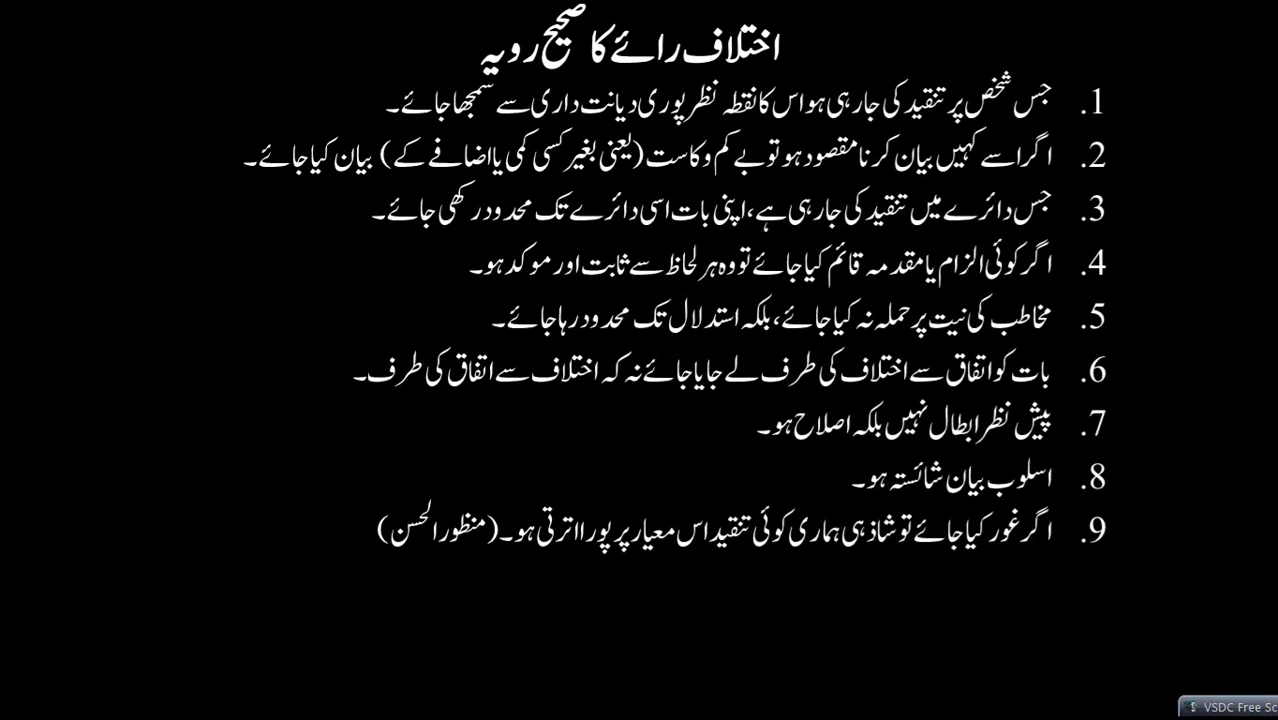 اختلاف رائے کا صحیح رویہ
1. جس شخص پر تنقید کی جارہی ہو اس کا نقطہ نظر پوری دیانت داری سے سمجھا جائے۔
2. اگر اسے کہیں بیان کرنا مقصود ہو تو بے کم و کاست (یعنی بغیر کسی کمی یا اضافے کے) بیان کیا جائے۔
3. جس دائرے میں تنقید کی جارہی ہے، اپنی بات اسی دائرے تک محدود رکھی جائے۔
4. اگر کوئی الزام یا مقدمہ قائم کیا جائے تو وہ ہر لحاظ سے ثابت اور موکد ہو۔
5. مخاطب کی نیت پر حملہ نہ کیا جائے، بلکہ استدلال تک محدود رہا جائے۔
6. بات کو اتفاق سے اختلاف کی طرف لے جایا جائے نہ کہ اختلاف سے اتفاق کی طرف۔
7. پیش نظر ابطال نہیں بلکہ اصلاح ہو۔
8. اسلوب بیان شائستہ ہو۔
9. اگر غور کیا جائے تو شاذ ہی ہماری کوئی تنقید اس معیار پر پورا اترتی ہو۔ (منظور الحسن)
VSDC Free Sc